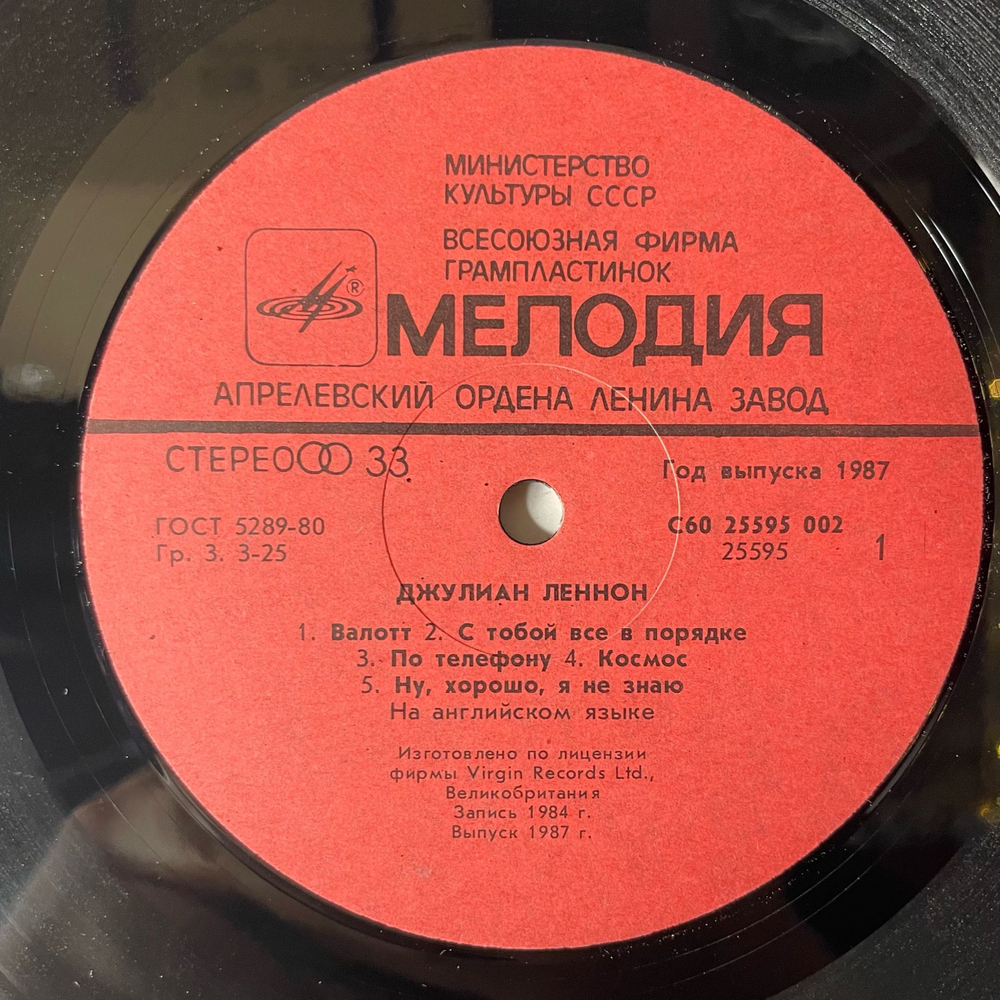 МИНИСТЕРСТВО
КУЛЬТУРЫ СССР
ВСЕСОЮЗНАЯ ФИРМА
ГРАМПЛАСТИНОК
®
МЕЛОДИЯ
АПРЕЛЕВСКИЙ ОРДЕНА ЛЕНИНА ЗАВОД
СТЕРЕО 33
Год выпуска 1987
ГОСТ 5289-80
С60 25595 002
Гр. 3. 3-25
25595 1
ДЖУЛИАН ЛЕННОН
1. Валотт 2. С тобой все в порядке
3. По телефону 4. Космос
5. Ну, хорошо, я не знаю
На английском языке
Изготовлено по лицензии
фирмы Virgin Records Ltd.,
Великобритания
Запись 1984 г.
Выпуск 1987 г.